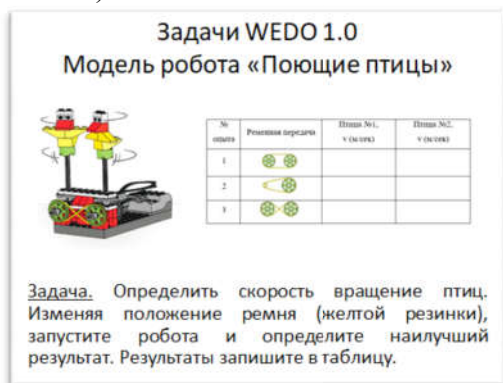 Задачи WEDO 1.0
Модель робота «Поющие птицы»
№ опыта Ременная передача Птица №1, v (м/сек) Птица №2, v (м/сек)
1
2
3
Задача. Определить скорость вращение птиц.
Изменяя положение ремня (желтой резинки),
запустите робота и определите наилучший
результат. Результаты запишите в таблицу.